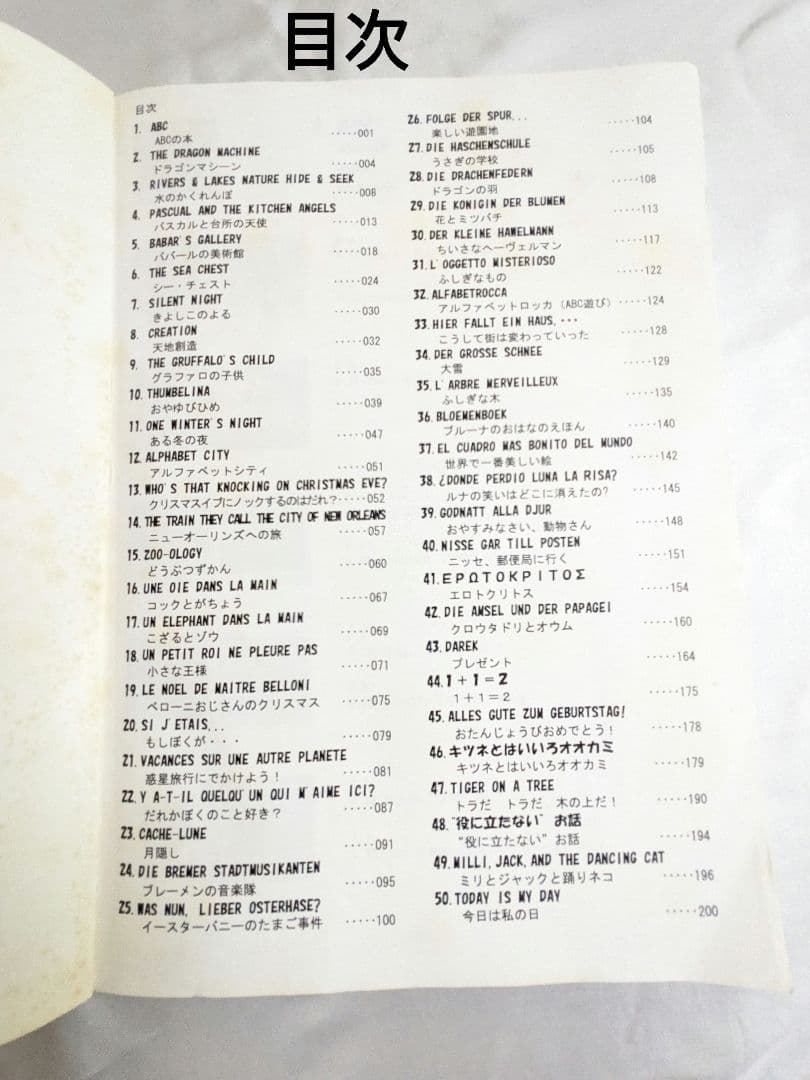 目次
目次
1. ABC
ABCの本 ·····001
2. THE DRAGON MACHINE
ドラゴンマシーン ·····004
3. RIVERS & LAKES NATURE HIDE & SEEK
水のかくれんぼ ·····008
4. PASCUAL AND THE KITCHEN ANGELS
パスカルと台所の天使 ·····013
5. BABAR'S GALLERY
ババールの美術館 ·····018
6. THE SEA CHEST
シー・チェスト ·····024
7. SILENT NIGHT
きよしこのよる ·····030
8. CREATION
天地創造 ·····032
9. THE GRUFFALO'S CHILD
グラファロの子供 ·····035
10. THUMBELINA
おやゆびひめ ·····039
11. ONE WINTER'S NIGHT
ある冬の夜 ·····047
12. ALPHABET CITY
アルファベットシティ ·····051
13. WHO'S THAT KNOCKING ON CHRISTMAS EVE?
クリスマスイブにノックするのはだれ?·····052
14. THE TRAIN THEY CALL THE CITY OF NEW ORLEANS
ニューオーリンズへの旅 ·····057
15. ZOO-OLOGY
どうぶつずかん ·····060
16. UNE OIE DANS LA MAIN
コックとがちょう ·····067
17. UN ELEPHANT DANS LA MAIN
こざるとゾウ ·····069
18. UN PETIT ROI NE PLEURE PAS
小さな王様 ·····071
19. LE NOEL DE MAITRE BELLONI
ベローニおじさんのクリスマス ·····075
20. SI J'ETAIS...
もしぼくが・・・ ·····079
21. VACANCES SUR UNE AUTRE PLANETE
惑星旅行にでかけよう! ·····081
22. Y A-T-IL QUELQU'UN QUI M'AIME ICI?
だれかぼくのこと好き? ·····087
23. CACHE-LUNE
月隠し ·····091
24. DIE BREMER STADTMUSIKANTEN
ブレーメンの音楽隊 ·····095
25. WAS NUN, LIEBER OSTERHASE?
イースターバニーのたまご事件 ·····100
26. FOLGE DER SPUR...
楽しい遊園地 ·····104
27. DIE HASCHENSCHULE
うさぎの学校 ·····105
28. DIE DRACHENFEDERN
ドラゴンの羽 ·····108
29. DIE KONIGIN DER BLUMEN
花とミツバチ ·····113
30. DER KLEINE HAWELMANN
ちいさなヘーヴェルマン ·····117
31. L'OGGETTO MISTERIOSO
ふしぎなもの ·····122
32. ALFABETROCCA
アルファベットロッカ(ABC遊び)·····124
33. HIER FALLT EIN HAUS,···
こうして街は変わっていった ·····128
34. DER GROSSE SCHNEE
大雪 ·····129
35. L'ARBRE MERVEILLEUX
ふしぎな木 ·····135
36. BLOEMENBOEK
ブルーナのおはなのえほん ·····140
37. EL CUADRO MAS BONITO DEL MUNDO
世界で一番美しい絵 ·····142
38. ¿DONDE PERDIO LUNA LA RISA?
ルナの笑いはどこに消えたの? ·····145
39. GODNATT ALLA DJUR
おやすみなさい、動物さん ·····148
40. NISSE GAR TILL POSTEN
ニッセ、郵便局に行く ·····151
41. ΕΡΩΤΟΚΡΙΤΟΣ
エロトクリトス ·····154
42. DIE AMSEL UND DER PAPAGEI
クロウタドリとオウム ·····160
43. DAREK
プレゼント ·····164
44. 1+1=2
1+1=2 ·····175
45. ALLES GUTE ZUM GEBURTSTAG!
おたんじょうびおめでとう! ·····178
46. キツネとはいいろオオカミ
キツネとはいいろオオカミ ·····179
47. TIGER ON A TREE
トラだ トラだ 木の上だ! ·····190
48. "役に立たない" お話
"役に立たない" お話 ·····194
49. MILLI, JACK, AND THE DANCING CAT
ミリとジャックと踊りネコ ·····196
50. TODAY IS MY DAY
今日は私の日 ·····200